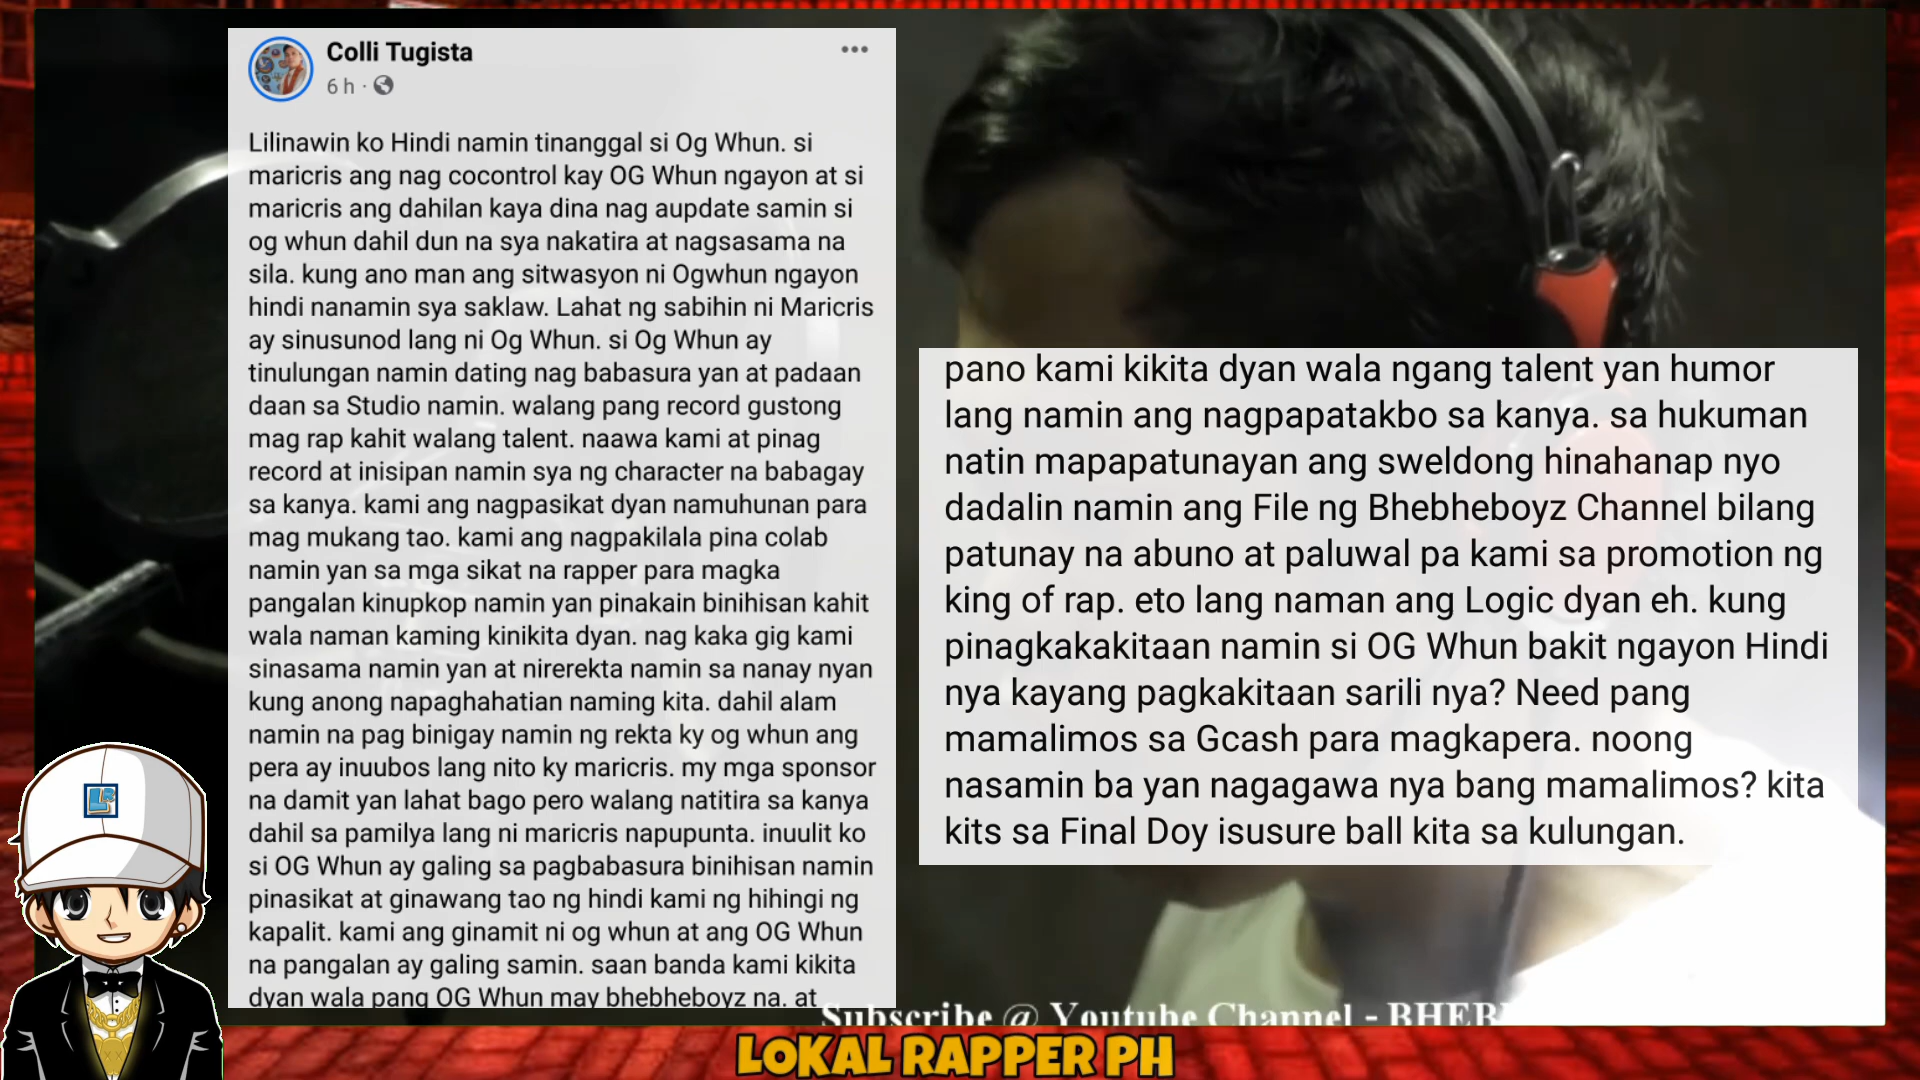 Colli Tugista
6 h ·
Lilinawin ko Hindi namin tinanggal si Og Whun. si
maricris ang nag cocontrol kay OG Whun ngayon at si
maricris ang dahilan kaya dina nag aupdate samin si
og whun dahil dun na sya nakatira at nagsasama na
sila. kung ano man ang sitwasyon ni Ogwhun ngayon
hindi nanamin sya saklaw. Lahat ng sabihin ni Maricris
ay sinusunod lang ni Og Whun. si Og Whun ay
tinulungan namin dating nag babasura yan at padaan
daan sa Studio namin. walang pang record gustong
mag rap kahit walang talent. naawa kami at pinag
record at inisipan namin sya ng character na babagay
sa kanya. kami ang nagpasikat dyan namuhunan para
mag mukang tao. kami ang nagpakilala pina colab
namin yan sa mga sikat na rapper para magka
pangalan kinupkop namin yan pinakain binihisan kahit
wala naman kaming kinikita dyan. nag kaka gig kami
sinasama namin yan at nirerekta namin sa nanay nyan
kung anong napaghahatian naming kita. dahil alam
namin na pag binigay namin ng rekta ky og whun ang
pera ay inuubos lang nito ky maricris. my mga sponsor
na damit yan lahat bago pero walang natitira sa kanya
dahil sa pamilya lang ni maricris napupunta. inuulit ko
si OG Whun ay galing sa pagbabasura binihisan namin
pinasikat at ginawang tao ng hindi kami ng hihingi ng
kapalit. kami ang ginamit ni og whun at ang OG Whun
na pangalan ay galing samin. saan banda kami kikita
dyan wala pang OG Whun may bhebheboyz na. at
pano kami kikita dyan wala ngang talent yan humor
lang namin ang nagpapatakbo sa kanya. sa hukuman
natin mapapatunayan ang sweldong hinahanap nyo
dadalin namin ang File ng Bhebheboyz Channel bilang
patunay na abuno at paluwal pa kami sa promotion ng
king of rap. eto lang naman ang Logic dyan eh. kung
pinagkakakitaan namin si OG Whun bakit ngayon Hindi
nya kayang pagkakitaan sarili nya? Need pang
mamalimos sa Gcash para magkapera. noong
nasamin ba yan nagagawa nya bang mamalimos? kita
kits sa Final Doy isusure ball kita sa kulungan.
Subscribe @ Youtube Channel - BHEB
LOKAL RAPPER PH